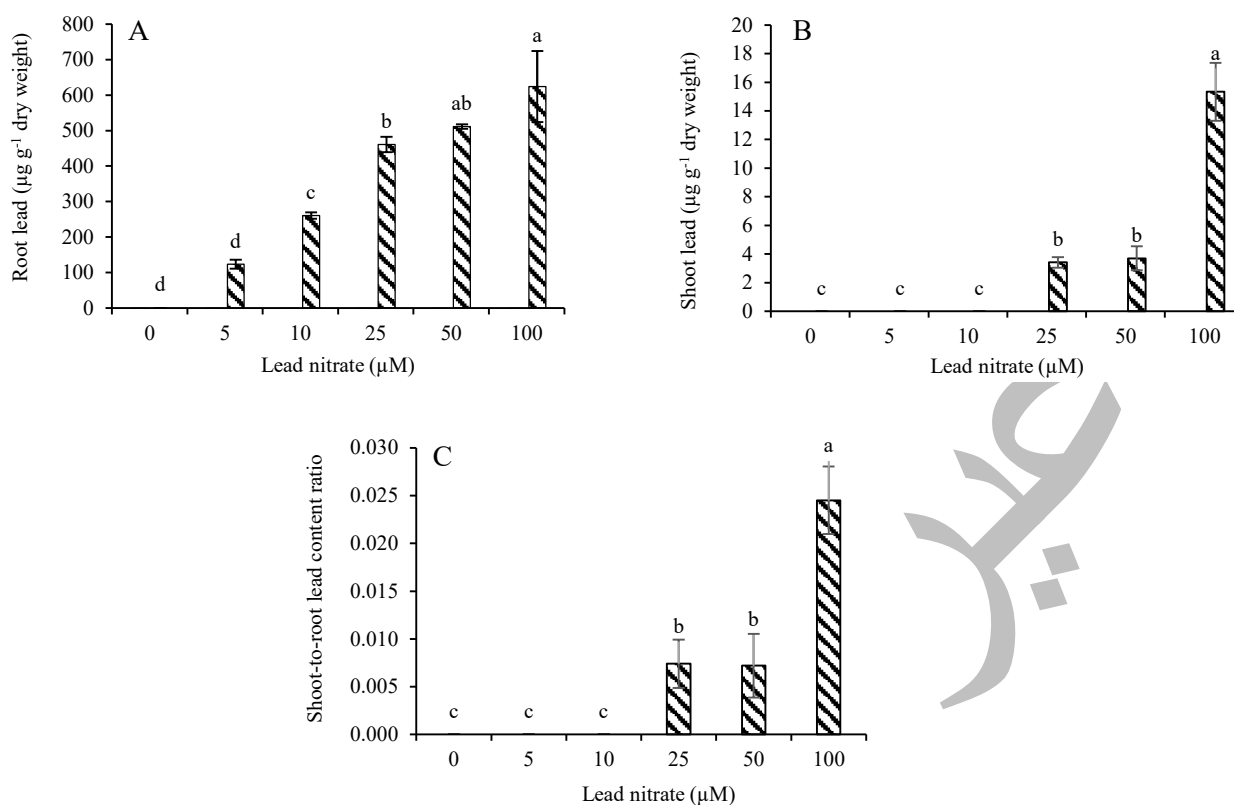 A
Root lead (µg g⁻¹ dry weight)
800
700
600
500
400
300
200
100
0
d
d
c
b
ab
a
0 5 10 25 50 100
Lead nitrate (µM)
B
Shoot lead (µg g⁻¹ dry weight)
20
18
16
14
12
10
8
6
4
2
0
c
c
c
b
b
a
0 5 10 25 50 100
Lead nitrate (µM)
C
Shoot-to-root lead content ratio
0.030
0.025
0.020
0.015
0.010
0.005
0.000
c
c
c
b
b
a
0 5 10 25 50 100
Lead nitrate (µM)